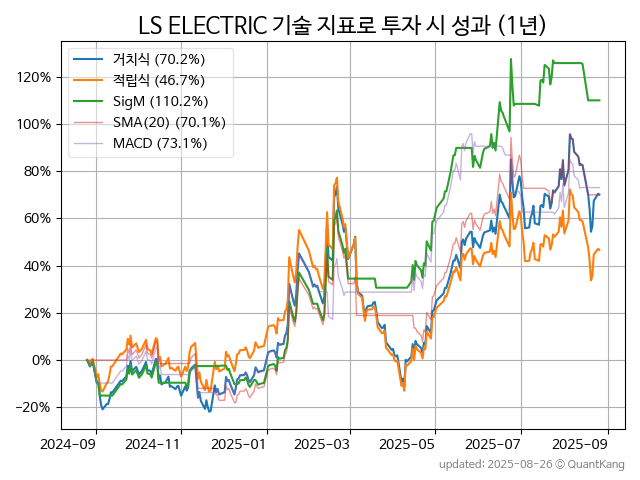 LS ELECTRIC 기술 지표로 투자 시 성과 (1년)
거치식 (70.2%)
적립식 (46.7%)
SigM (110.2%)
SMA(20) (70.1%)
MACD (73.1%)
120%
100%
80%
60%
40%
20%
0%
−20%
2024-09 2024-11 2025-01 2025-03 2025-05 2025-07 2025-09
updated: 2025-08-26 © QuantKang